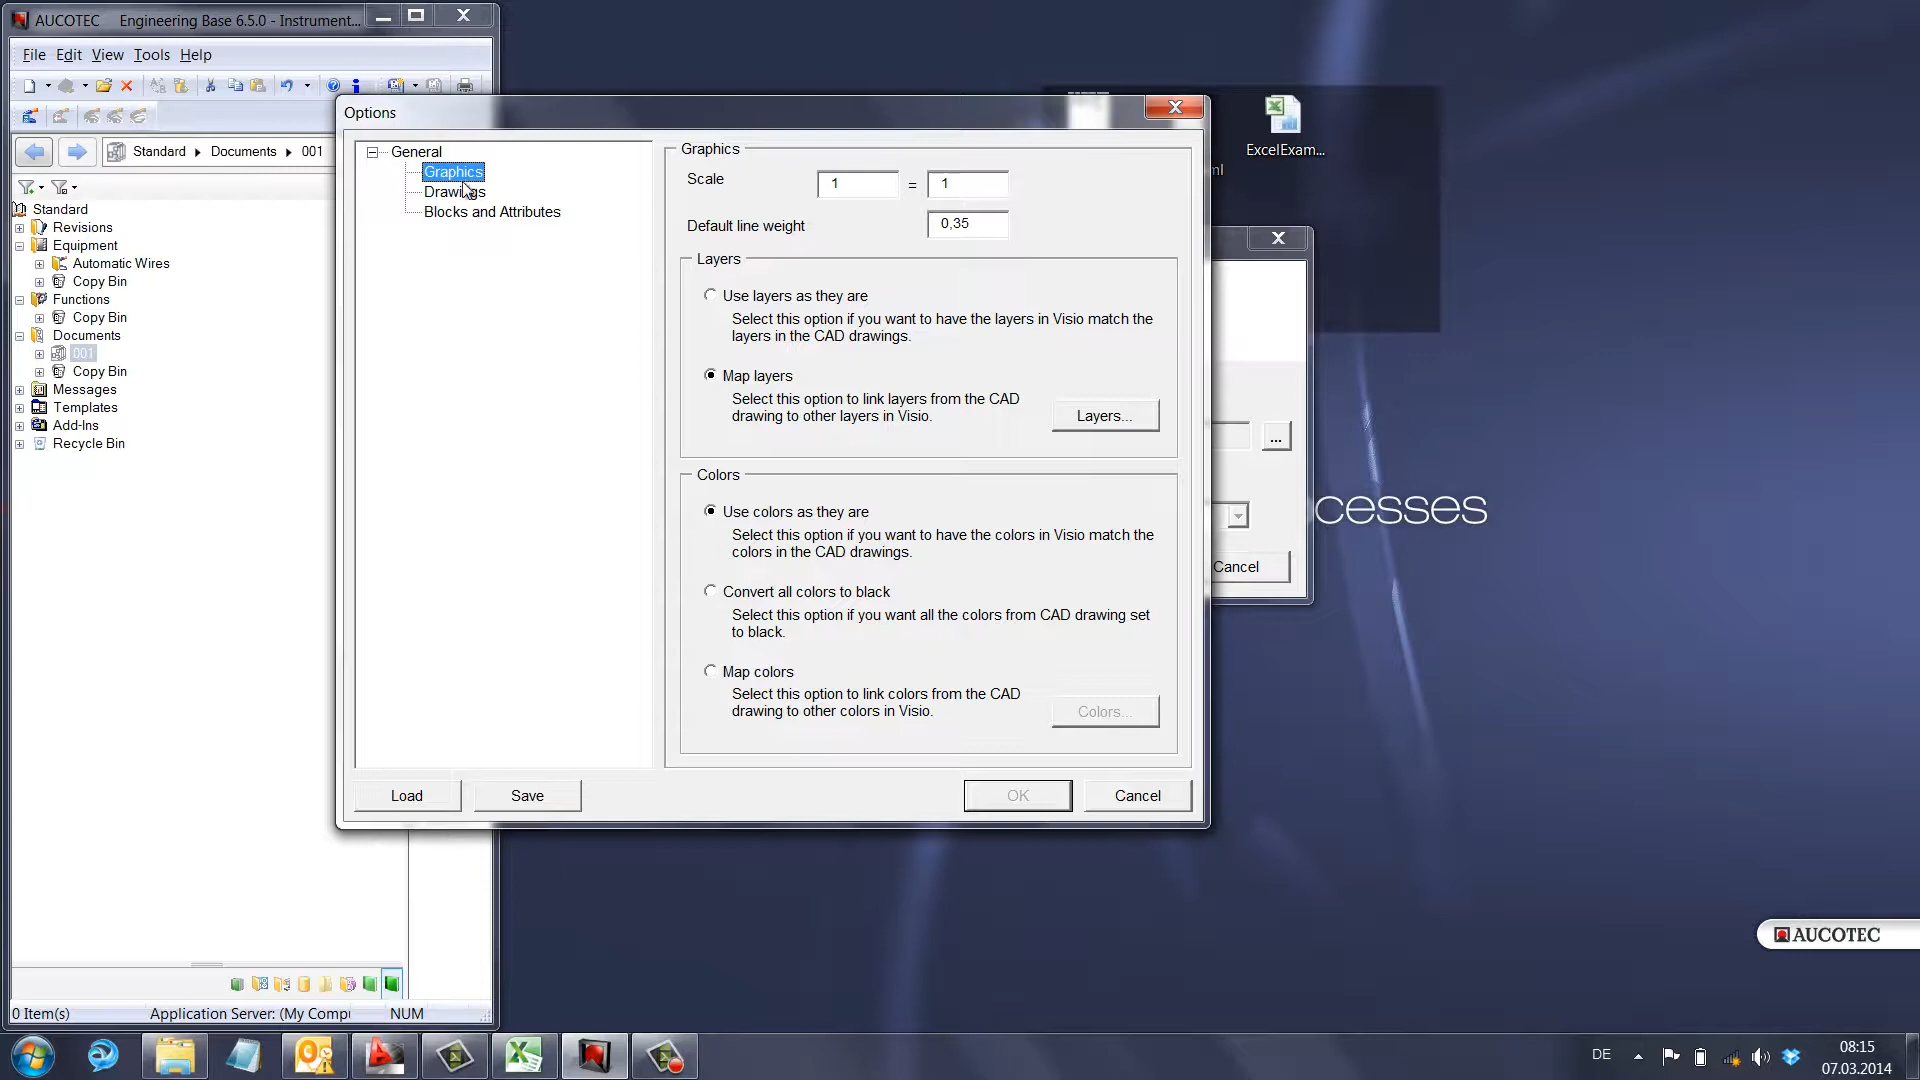 AUCOTEC Engineering Base 6.5.0 - Instrument...
File Edit View Tools Help
Standard Documents 001
Standard
Revisions
Equipment
Automatic Wires
Copy Bin
Functions
Copy Bin
Documents
001
Copy Bin
Messages
Templates
Add-Ins
Recycle Bin
0 Item(s) Application Server: (My Compu NUM
Options
General
Graphics
Drawings
Blocks and Attributes
Graphics
Scale 1 = 1
Default line weight 0,35
Layers
Use layers as they are
Select this option if you want to have the layers in Visio match the
layers in the CAD drawings.
Map layers
Select this option to link layers from the CAD
drawing to other layers in Visio.
Layers...
Colors
Use colors as they are
Select this option if you want to have the colors in Visio match the
colors in the CAD drawings.
Convert all colors to black
Select this option if you want all the colors from CAD drawing set
to black.
Map colors
Select this option to link colors from the CAD
drawing to other colors in Visio.
Colors...
Load Save OK Cancel
ml
ExcelExam...
...
Cancel
cesses
AUCOTEC
DE
08:15
07.03.2014